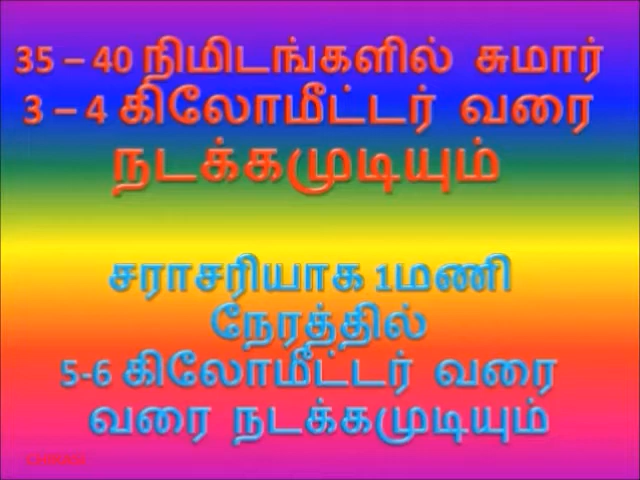 35 – 40 நிமிடங்களில் சுமார்
3 – 4 கிலோமீட்டர் வரை
நடக்கமுடியும்
சராசரியாக 1மணி
நேரத்தில்
5-6 கிலோமீட்டர் வரை
வரை நடக்கமுடியும்